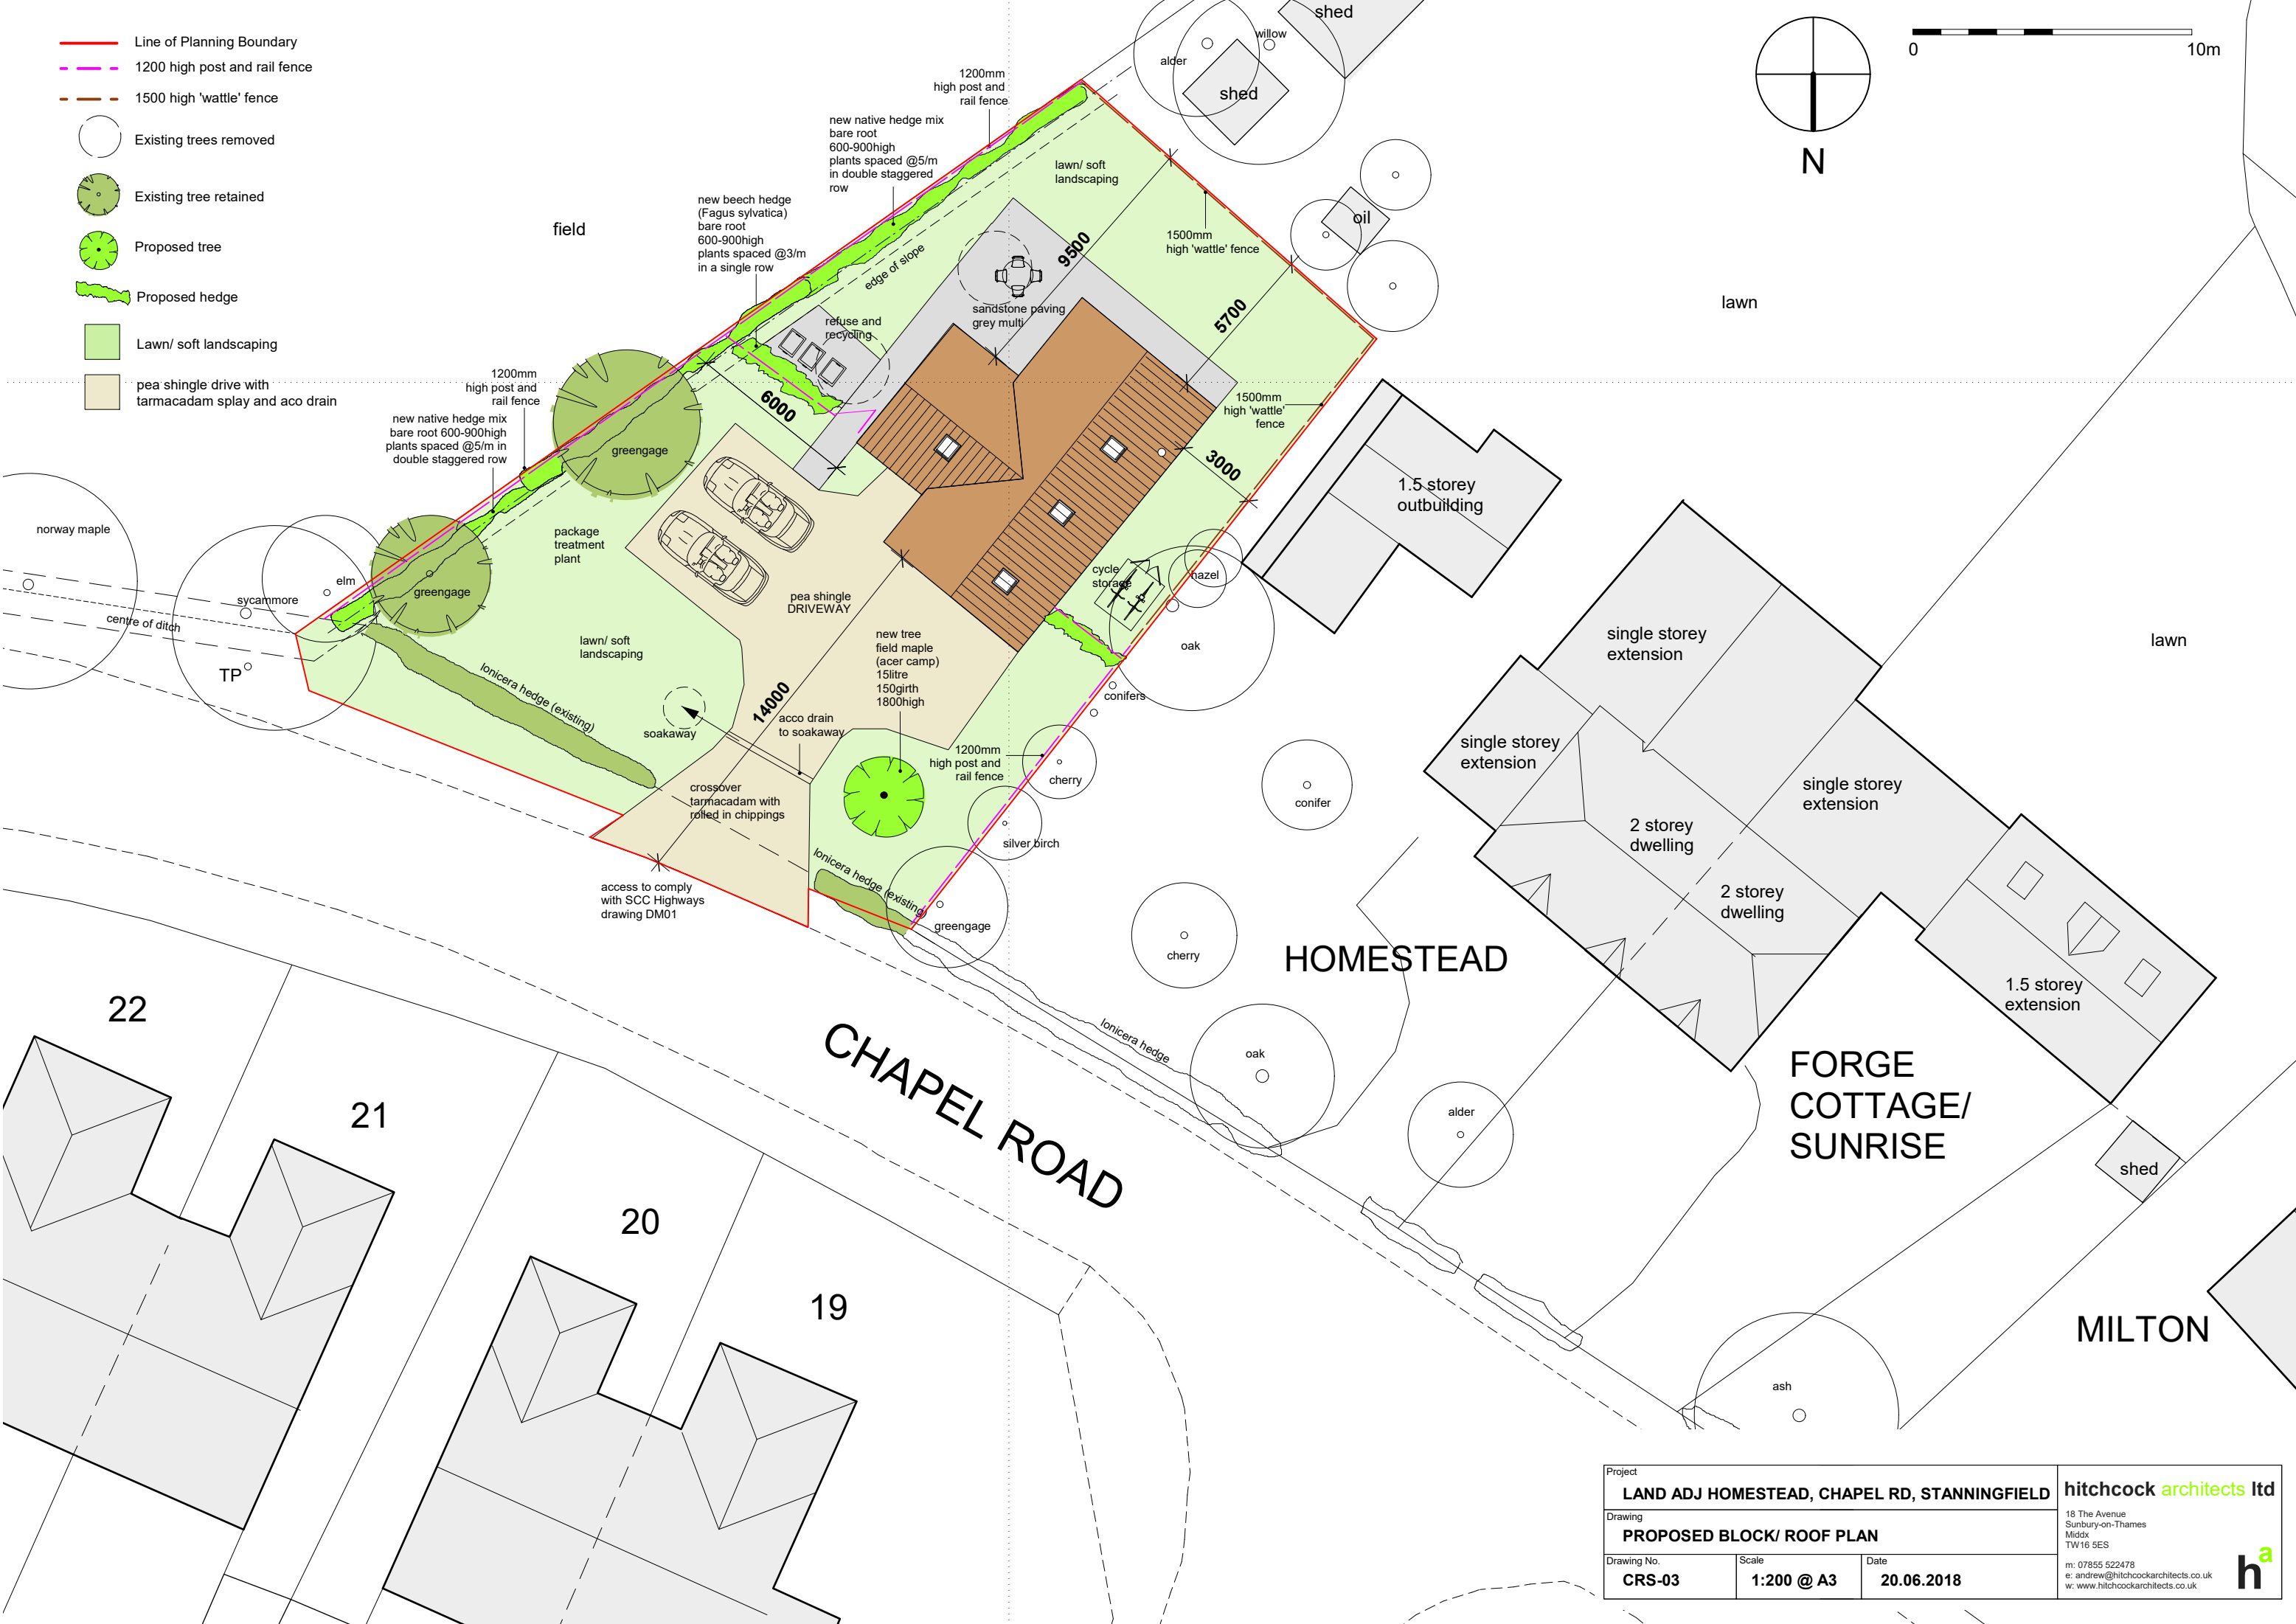 Line of Planning Boundary
1200 high post and rail fence
1500 high 'wattle' fence
Existing trees removed
Existing tree retained
Proposed tree
Proposed hedge
Lawn/ soft landscaping
pea shingle drive with
tarmacadam splay and aco drain
shed
willow
alder
shed
N
0
10m
1200mm
high post and
rail fence
new native hedge mix
bare root
600-900high
plants spaced @5/m
in double staggered
row
new beech hedge
(Fagus sylvatica)
bare root
600-900high
plants spaced @3/m
in a single row
field
lawn/ soft
landscaping
edge of slope
9500
1500mm
high 'wattle' fence
oil
5700
lawn
sandstone paving
grey multi
refuse and
recycling
6000
1200mm
high post and
rail fence
new native hedge mix
bare root 600-900high
plants spaced @5/m in
double staggered row
greengage
1500mm
high 'wattle'
fence
3000
1.5 storey
outbuilding
norway maple
elm
sycammore
centre of ditch
TP
greengage
package
treatment
plant
pea shingle
DRIVEWAY
cycle
storage
hazel
oak
lawn/ soft
landscaping
lonicera hedge (existing)
new tree
field maple
(acer camp)
15litre
150girth
1800high
14000
soakaway
acco drain
to soakaway
conifers
1200mm
high post and
rail fence
cherry
crossover
tarmacadam with
rolled in chippings
silver birch
lonicera hedge (existing)
greengage
access to comply
with SCC Highways
drawing DM01
conifer
cherry
HOMESTEAD
single storey
extension
single storey
extension
single storey
extension
2 storey
dwelling
2 storey
dwelling
1.5 storey
extension
lawn
lonicera hedge
oak
alder
CHAPEL ROAD
FORGE
COTTAGE/
SUNRISE
shed
22
21
20
19
MILTON
ash
Project
LAND ADJ HOMESTEAD, CHAPEL RD, STANNINGFIELD
Drawing
PROPOSED BLOCK/ ROOF PLAN
Drawing No.
CRS-03
Scale
1:200 @ A3
Date
20.06.2018
hitchcock architects ltd
18 The Avenue
Sunbury-on-Thames
Middx
TW16 5ES
m: 07855 522478
e: andrew@hitchcockarchitects.co.uk
w: www.hitchcockarchitects.co.uk
ha